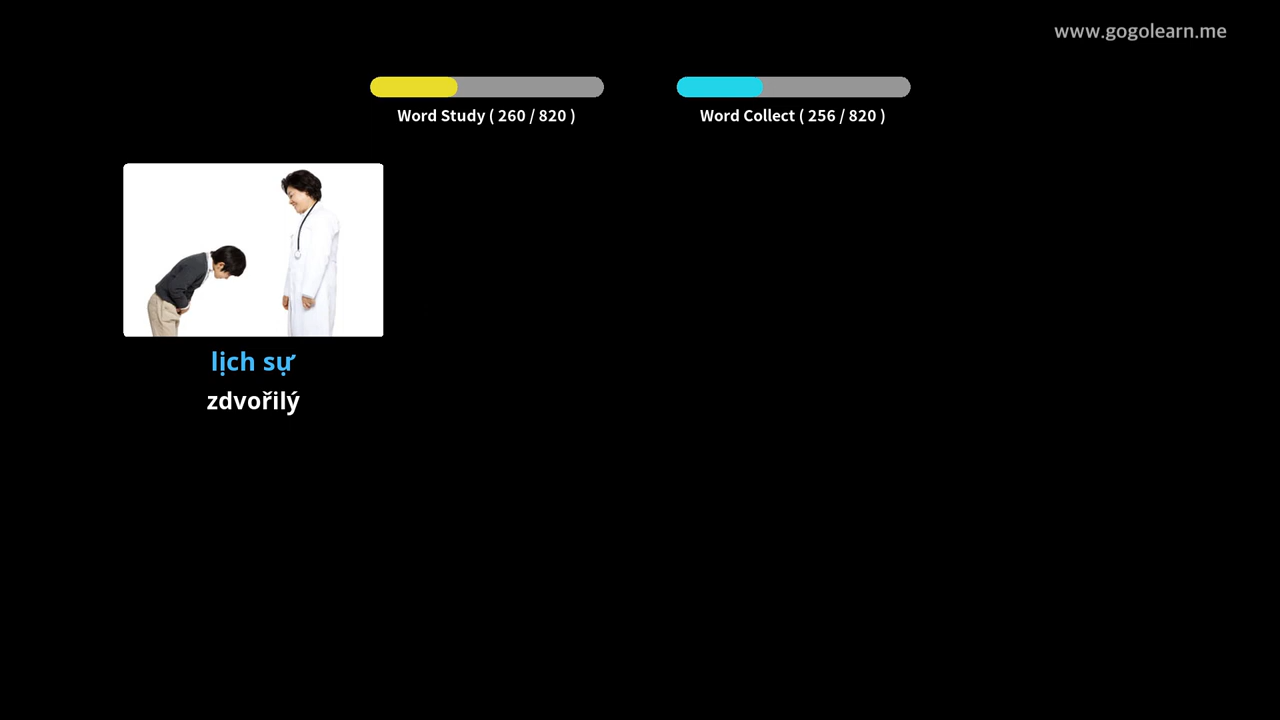 www.gogolearn.me
Word Study ( 260 / 820 )
Word Collect ( 256 / 820 )
lịch sự
zdvořilý